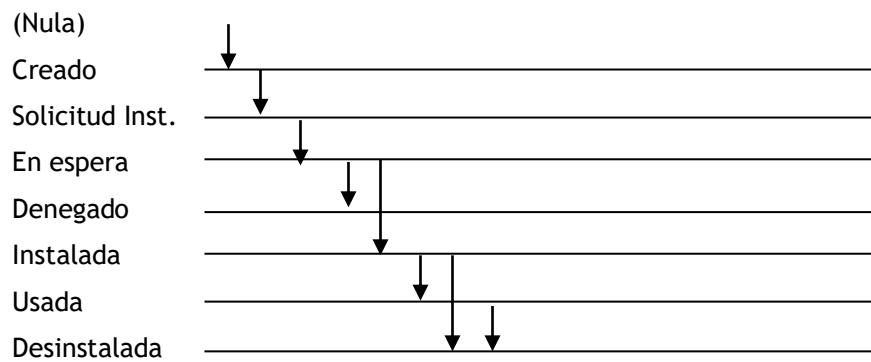 (Nula)
Creado
Solicitud Inst.
En espera
Denegado
Instalada
Usada
Desinstalada